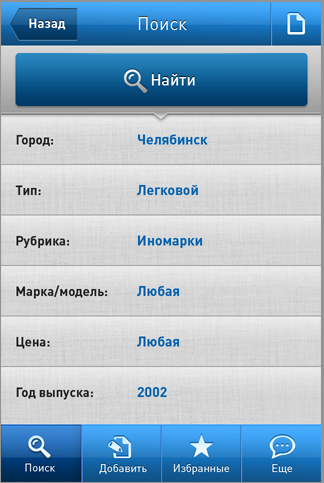 Назад Поиск
Найти
Город: Челябинск
Тип: Легковой
Рубрика: Иномарки
Марка/модель: Любая
Цена: Любая
Год выпуска: 2002
Поиск Добавить Избранные Еще